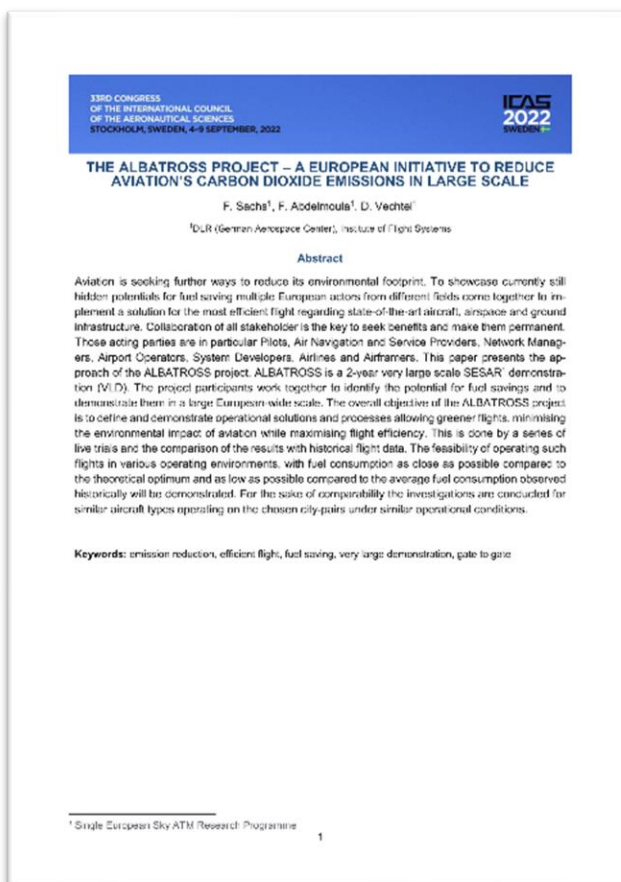 33RD CONGRESS
OF THE INTERNATIONAL COUNCIL
OF THE AERONAUTICAL SCIENCES
STOCKHOLM, SWEDEN, 4-9 SEPTEMBER, 2022
ICAS
2022
SWEDEN
THE ALBATROSS PROJECT – A EUROPEAN INITIATIVE TO REDUCE
AVIATION'S CARBON DIOXIDE EMISSIONS IN LARGE SCALE
F. Sachs¹, F. Abdelmoula¹, D. Vechtel¹
¹DLR (German Aerospace Center), Institute of Flight Systems
Abstract
Aviation is seeking further ways to reduce its environmental footprint. To showcase currently still
hidden potentials for fuel saving multiple European actors from different fields come together to im-
plement a solution for the most efficient flight regarding state-of-the-art aircraft, airspace and ground
infrastructure. Collaboration of all stakeholder is the key to seek benefits and make them permanent.
Those acting parties are in particular Pilots, Air Navigation and Service Providers, Network Manag-
ers, Airport Operators, System Developers, Airlines and Airframers. This paper presents the ap-
proach of the ALBATROSS project. ALBATROSS is a 2-year very large scale SESAR¹ demonstra-
tion (VLD). The project participants work together to identify the potential for fuel savings and to
demonstrate them in a large European-wide scale. The overall objective of the ALBATROSS project
is to define and demonstrate operational solutions and processes allowing greener flights, minimising
the environmental impact of aviation while maximising flight efficiency. This is done by a series of
live trials and the comparison of the results with historical flight data. The feasibility of operating such
flights in various operating environments, with fuel consumption as close as possible compared to
the theoretical optimum and as low as possible compared to the average fuel consumption observed
historically will be demonstrated. For the sake of comparability the investigations are conducted for
similar aircraft types operating on the chosen city-pairs under similar operational conditions.
Keywords: emission reduction, efficient flight, fuel saving, very large demonstration, gate to gate
¹ Single European Sky ATM Research Programme
1